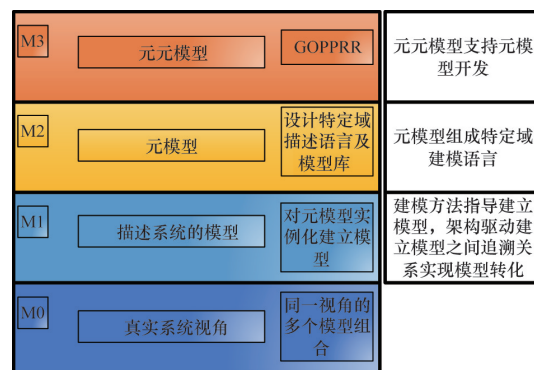 M3
元元模型
GOPPRR
元元模型支持元模
型开发
M2
元模型
设计特定域
描述语言及
模型库
元模型组成特定域
建模语言
M1
描述系统的模型
对元模型实
例化建立模
型
建模方法指导建立
模型，架构驱动建
立模型之间追溯关
系实现模型转化
M0
真实系统视角
同一视角的
多个模型组
合